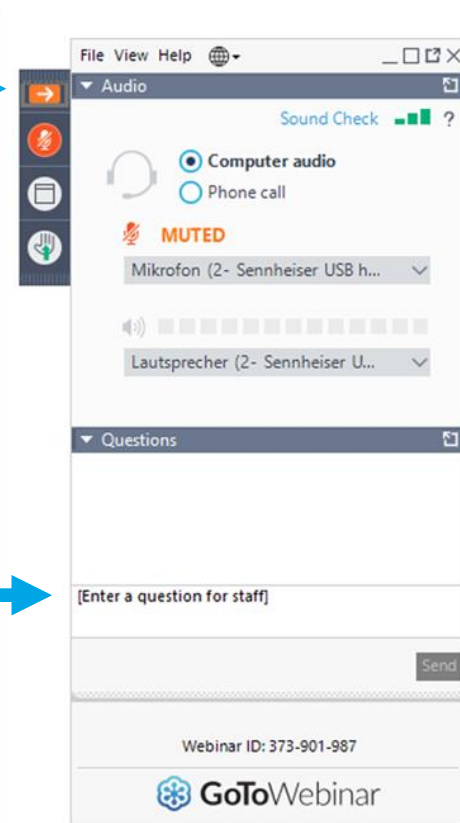 File View Help
Audio
Sound Check ?
Computer audio
Phone call
MUTED
Mikrofon (2- Sennheiser USB h...
Lautsprecher (2- Sennheiser U...
Questions
[Enter a question for staff]
Send
Webinar ID: 373-901-987
GoToWebinar